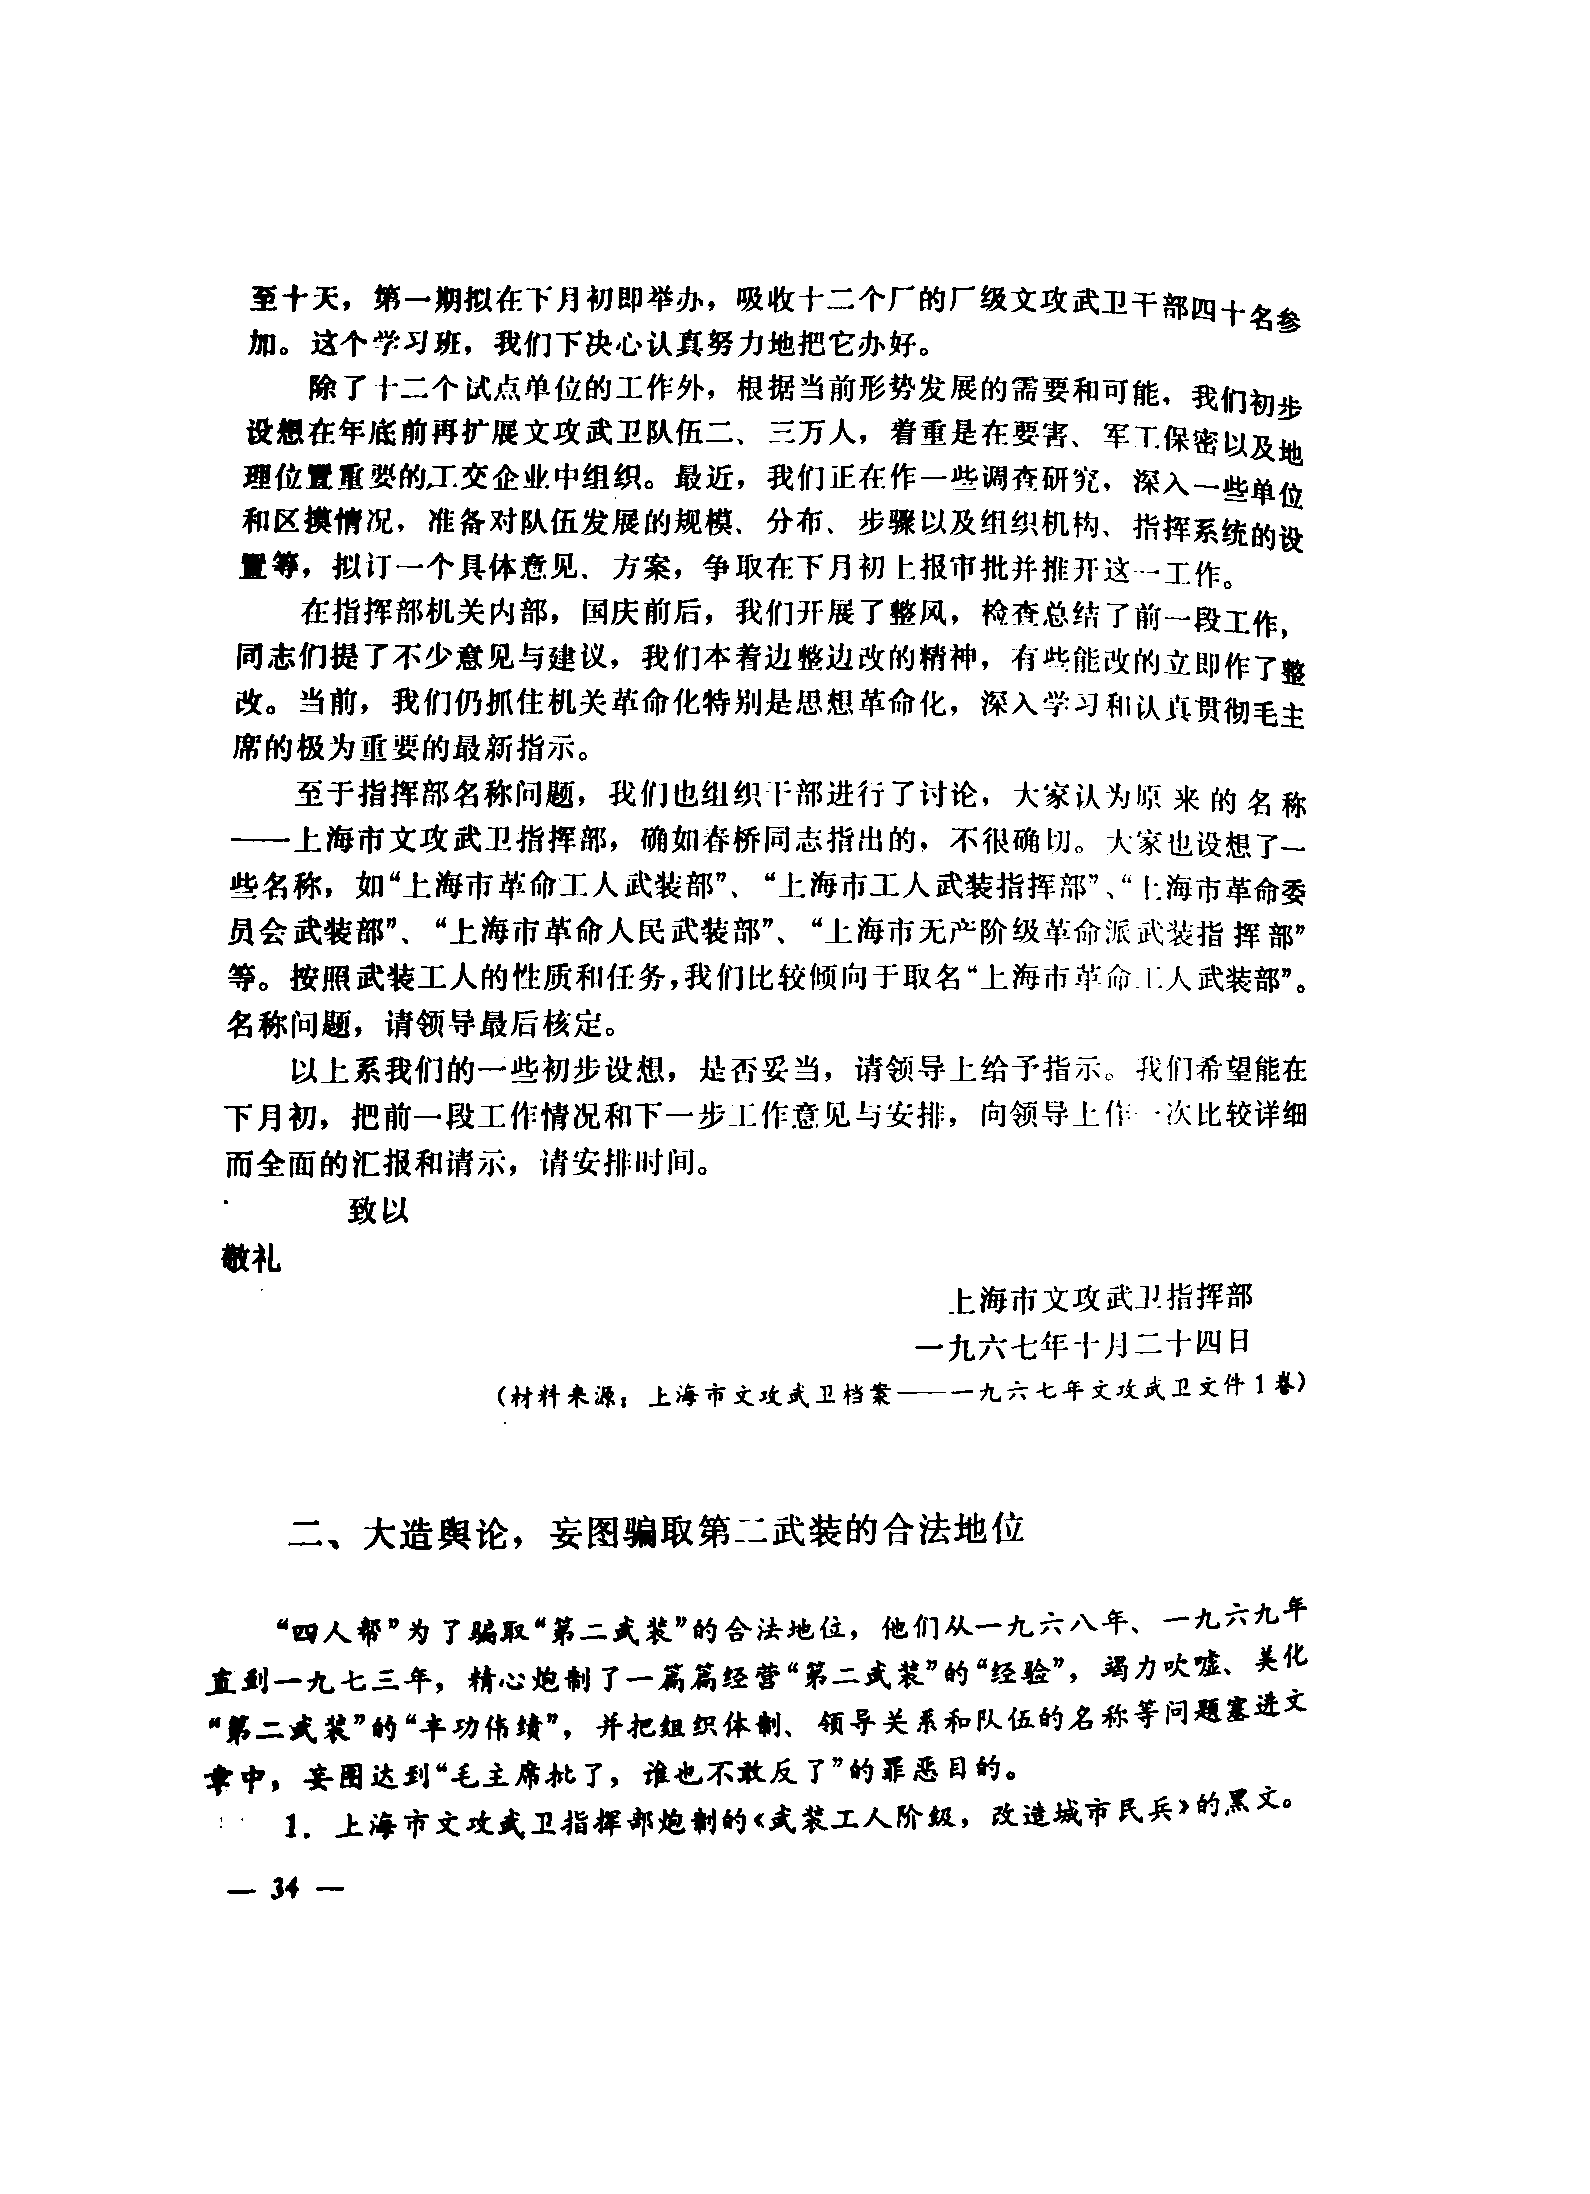 至十天，第一期拟在下月初即举办，吸收十二个厂的厂级文攻武卫干部四十名参
加。这个学习班，我们下决心认真努力地把它办好。
除了十二个试点单位的工作外，根据当前形势发展的需要和可能，我们初步
设想在年底前再扩展文攻武卫队伍二、三万人，着重是在要害、军工保密以及地
理位置重要的工交企业中组织。最近，我们正在作一些调查研究，深入一些单位
和区摸情况，准备对队伍发展的规模、分布、步骤以及组织机构、指挥系统的设
置等，拟订一个具体意见、方案，争取在下月初上报审批并推开这一工作。
在指挥部机关内部，国庆前后，我们开展了整风，检查总结了前一段工作，
同志们提了不少意见与建议，我们本着边整边改的精神，有些能改的立即作了整
改。当前，我们仍抓住机关革命化特别是思想革命化，深入学习和认真贯彻毛主
席的极为重要的最新指示。
至于指挥部名称问题，我们也组织干部进行了讨论，大家认为原来的名称
——上海市文攻武卫指挥部，确如春桥同志指出的，不很确切。大家也设想了一
些名称，如“上海市革命工人武装部”、“上海市工人武装指挥部”、“上海市革命委
员会武装部”、“上海市革命人民武装部”、“上海市无产阶级革命派武装指挥部”
等。按照武装工人的性质和任务，我们比较倾向于取名“上海市革命工人武装部”。
名称问题，请领导最后核定。
以上系我们的一些初步设想，是否妥当，请领导上给予指示。我们希望能在
下月初，把前一段工作情况和下一步工作意见与安排，向领导上作一次比较详细
而全面的汇报和请示，请安排时间。
致以
敬礼
上海市文攻武卫指挥部
一九六七年十月二十四日
（材料来源：上海市文攻武卫档案——一九六七年文攻武卫文件1卷）
二、大造舆论，妄图骗取第二武装的合法地位
“四人帮”为了骗取“第二武装”的合法地位，他们从一九六八年、一九六九年
直到一九七三年，精心炮制了一篇篇经营“第二武装”的“经验”，竭力吹嘘、美化
“第二武装”的“丰功伟绩”，并把组织体制、领导关系和队伍的名称等问题塞进文
章中，妄图达到“毛主席批了，谁也不敢反了”的罪恶目的。
1．上海市文攻武卫指挥部炮制的《武装工人阶级，改造城市民兵》的黑文。
— 34 —